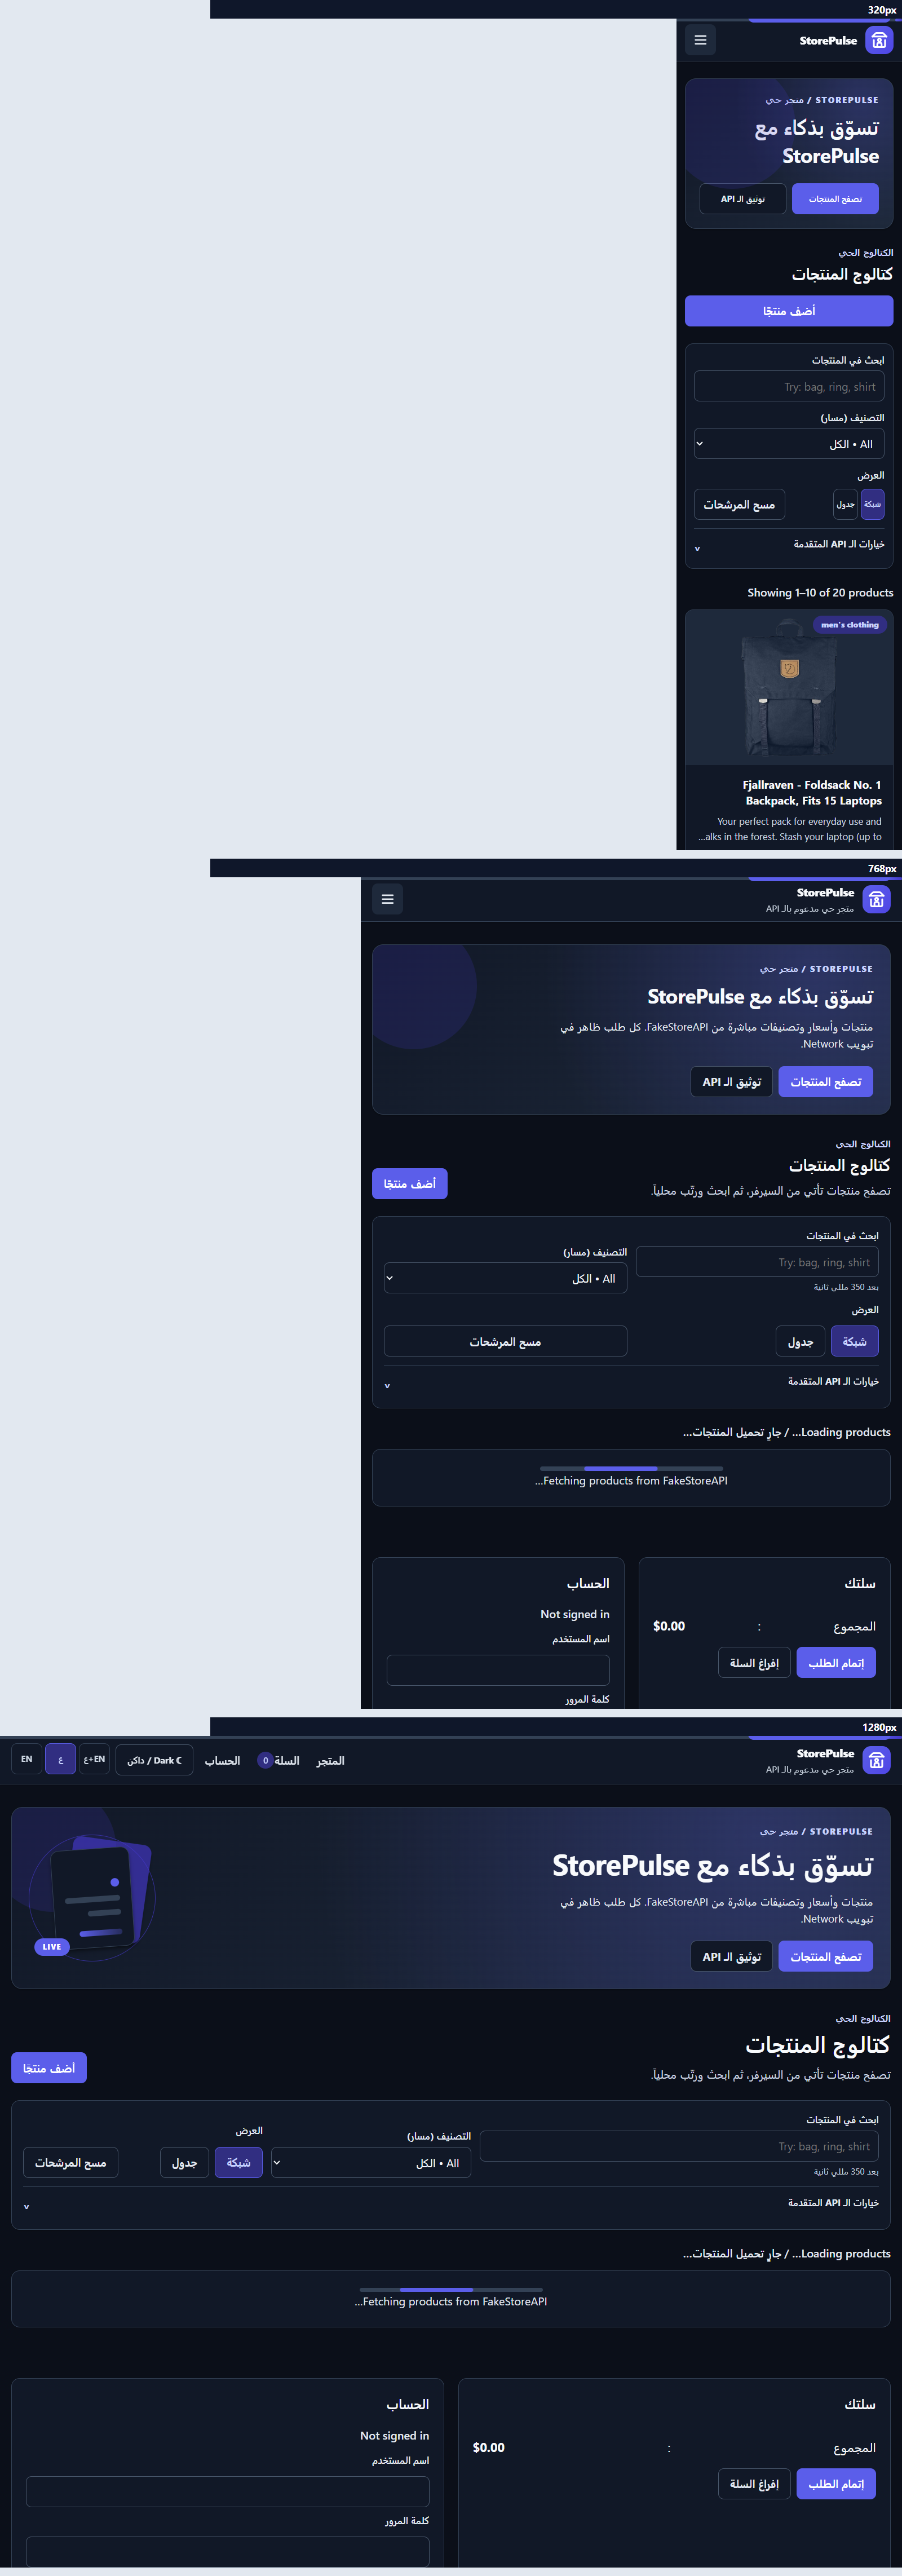 320px
StorePulse
STOREPULSE / متجر حي
تسوّق بذكاء مع
StorePulse
تصفح المنتجات
توثيق الـ API
الكتالوج الحي
كتالوج المنتجات
أضف منتجًا
ابحث في المنتجات
Try: bag, ring, shirt
التصنيف (مسار)
All • الكل
العرض
شبكة
جدول
مسح المرشحات
خيارات الـ API المتقدمة
Showing 1–10 of 20 products
men's clothing
Fjallraven - Foldsack No. 1
Backpack, Fits 15 Laptops
Your perfect pack for everyday use and
...alks in the forest. Stash your laptop (up to
768px
StorePulse
متجر حي مدعوم بالـ API
STOREPULSE / متجر حي
تسوّق بذكاء مع StorePulse
منتجات وأسعار وتصنيفات مباشرة من FakeStoreAPI. كل طلب ظاهر في
تبويب Network.
تصفح المنتجات
توثيق الـ API
الكتالوج الحي
كتالوج المنتجات
تصفح منتجات تأتي من السيرفر، ثم ابحث ورتّب محلياً.
أضف منتجًا
ابحث في المنتجات
Try: bag, ring, shirt
بعد 350 مللي ثانية
التصنيف (مسار)
All • الكل
العرض
شبكة
جدول
مسح المرشحات
خيارات الـ API المتقدمة
Loading products... / جارٍ تحميل المنتجات...
Fetching products from FakeStoreAPI...
سلتك
المجموع : $0.00
إتمام الطلب
إفراغ السلة
الحساب
Not signed in
اسم المستخدم
كلمة المرور
1280px
StorePulse
متجر حي مدعوم بالـ API
المتجر
السلة 0
الحساب
☾ Dark / داكن
ع+EN
ع
EN
STOREPULSE / متجر حي
تسوّق بذكاء مع StorePulse
منتجات وأسعار وتصنيفات مباشرة من FakeStoreAPI. كل طلب ظاهر في
تبويب Network.
تصفح المنتجات
توثيق الـ API
LIVE
الكتالوج الحي
كتالوج المنتجات
تصفح منتجات تأتي من السيرفر، ثم ابحث ورتّب محلياً.
أضف منتجًا
ابحث في المنتجات
Try: bag, ring, shirt
بعد 350 مللي ثانية
التصنيف (مسار)
All • الكل
العرض
شبكة
جدول
مسح المرشحات
خيارات الـ API المتقدمة
Loading products... / جارٍ تحميل المنتجات...
Fetching products from FakeStoreAPI...
سلتك
المجموع : $0.00
إتمام الطلب
إفراغ السلة
الحساب
Not signed in
اسم المستخدم
كلمة المرور